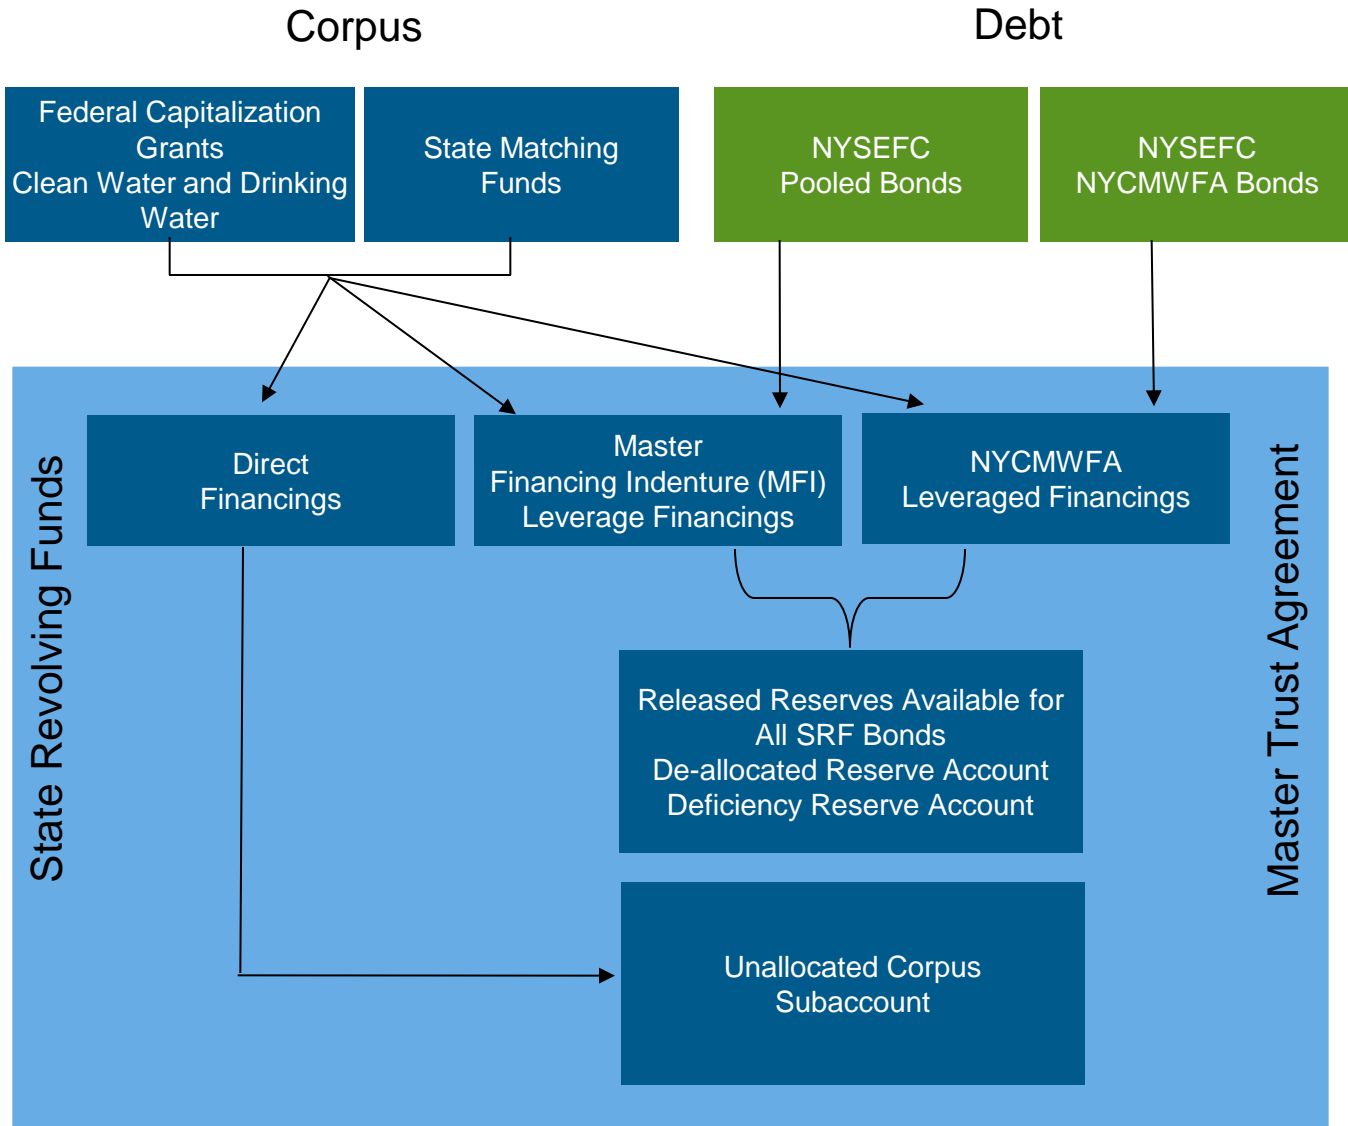 Corpus
Debt
Federal Capitalization
Grants
Clean Water and Drinking
Water
State Matching
Funds
NYSEFC
Pooled Bonds
NYSEFC
NYCMWFA Bonds
State Revolving Funds
Direct
Financings
Master
Financing Indenture (MFI)
Leverage Financings
NYCMWFA
Leveraged Financings
Master Trust Agreement
Released Reserves Available for
All SRF Bonds
De-allocated Reserve Account
Deficiency Reserve Account
Unallocated Corpus
Subaccount